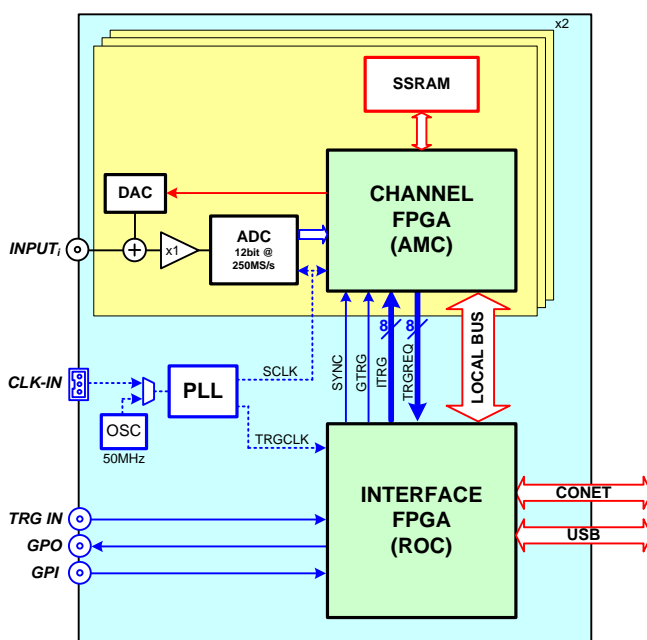 x2
SSRAM
DAC
CHANNEL
FPGA
(AMC)
INPUTi
+
x1
ADC
12bit @
250MS/s
8
8
SYNC
GTRG
ITRG
TRGREQ
LOCAL BUS
CLK-IN
SCLK
PLL
OSC
50MHz
TRGCLK
INTERFACE
FPGA
(ROC)
CONET
USB
TRG IN
GPO
GPI